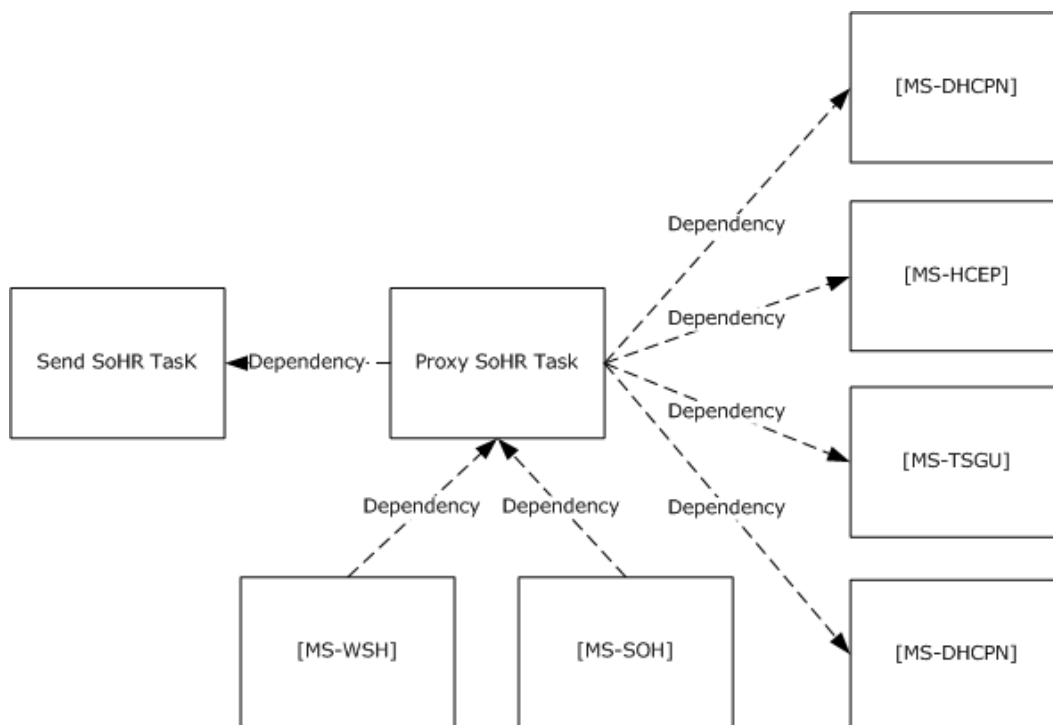 [MS-DHCPN]
Dependency
[MS-HCEP]
Dependency
Send SoHR TasK
Dependency
Proxy SoHR Task
Dependency
[MS-TSGU]
Dependency
Dependency
Dependency
[MS-WSH]
[MS-SOH]
[MS-DHCPN]